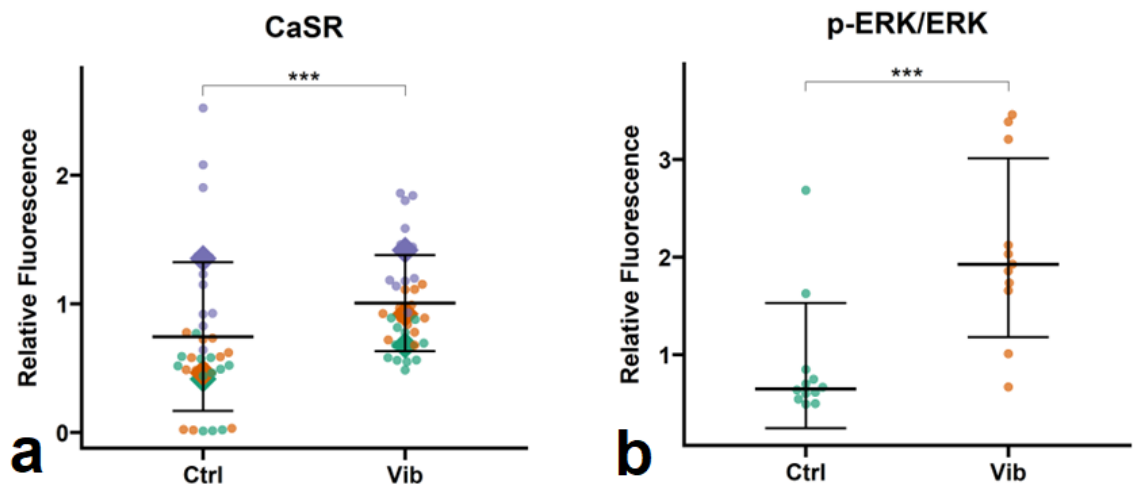 CaSR
***
Relative Fluorescence
2
1
0
Ctrl
Vib
a
p-ERK/ERK
***
Relative Fluorescence
3
2
1
Ctrl
Vib
b